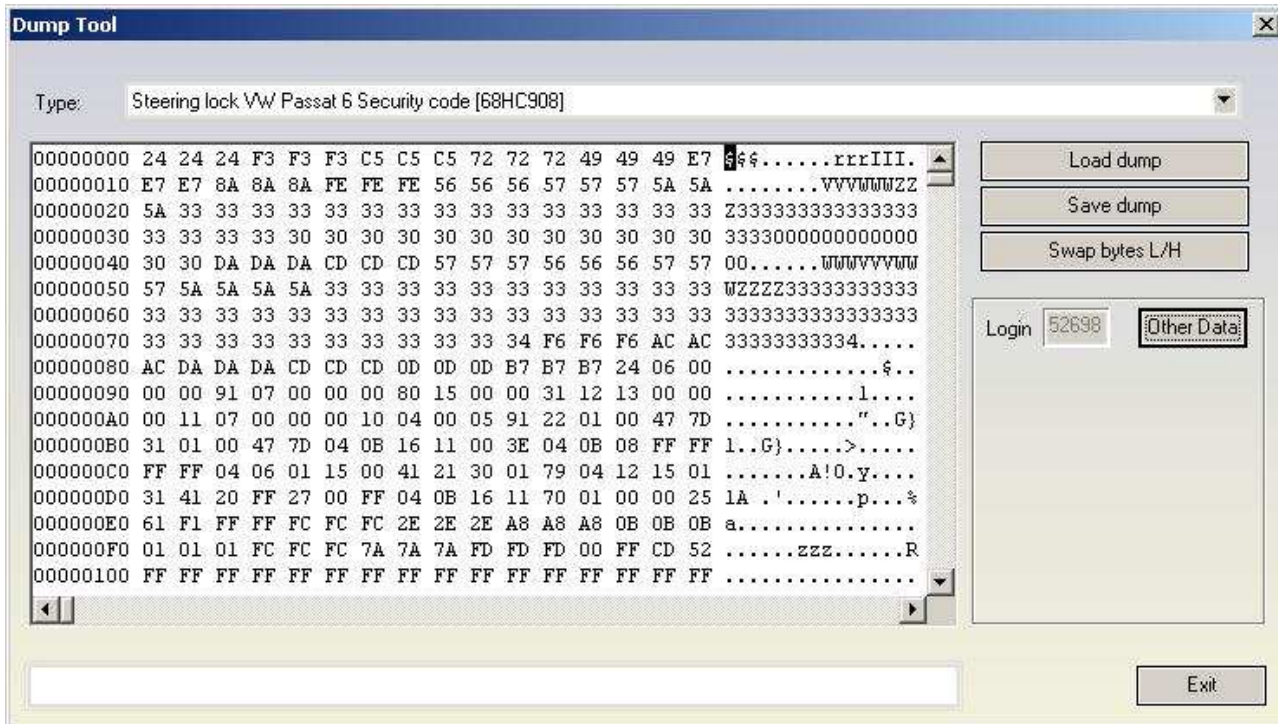 Dump Tool
Type: Steering lock VW Passat 6 Security code [68HC908]
00000000 24 24 24 F3 F3 F3 C5 C5 C5 72 72 72 49 49 49 E7 $$$......rrrIII.
00000010 E7 E7 8A 8A 8A FE FE FE 56 56 56 57 57 57 5A 5A ........VVVWWWZZ
00000020 5A 33 33 33 33 33 33 33 33 33 33 33 33 33 33 33 Z333333333333333
00000030 33 33 33 33 30 30 30 30 30 30 30 30 30 30 30 30 3333000000000000
00000040 30 30 DA DA DA CD CD CD 57 57 57 56 56 56 57 57 00......WWWVVVWW
00000050 57 5A 5A 5A 5A 33 33 33 33 33 33 33 33 33 33 33 WZZZZ33333333333
00000060 33 33 33 33 33 33 33 33 33 33 33 33 33 33 33 33 3333333333333333
00000070 33 33 33 33 33 33 33 33 33 33 34 F6 F6 F6 AC AC 33333333334.....
00000080 AC DA DA DA CD CD CD 0D 0D 0D B7 B7 B7 24 06 00 .............$..
00000090 00 00 91 07 00 00 00 80 15 00 00 31 12 13 00 00 ...........1....
000000A0 00 11 07 00 00 00 10 04 00 05 91 22 01 00 47 7D ..........."..G}
000000B0 31 01 00 47 7D 04 0B 16 11 00 3E 04 0B 08 FF FF 1..G}.....>.....
000000C0 FF FF 04 06 01 15 00 41 21 30 01 79 04 12 15 01 .......A!0.y....
000000D0 31 41 20 FF 27 00 FF 04 0B 16 11 70 01 00 00 25 1A .'......p...%
000000E0 61 F1 FF FF FC FC FC 2E 2E 2E A8 A8 A8 0B 0B 0B a...............
000000F0 01 01 01 FC FC FC 7A 7A 7A FD FD FD 00 FF CD 52 ......zzz......R
00000100 FF FF FF FF FF FF FF FF FF FF FF FF FF FF FF FF ................
Load dump
Save dump
Swap bytes L/H
Login 52698 Other Data
Exit